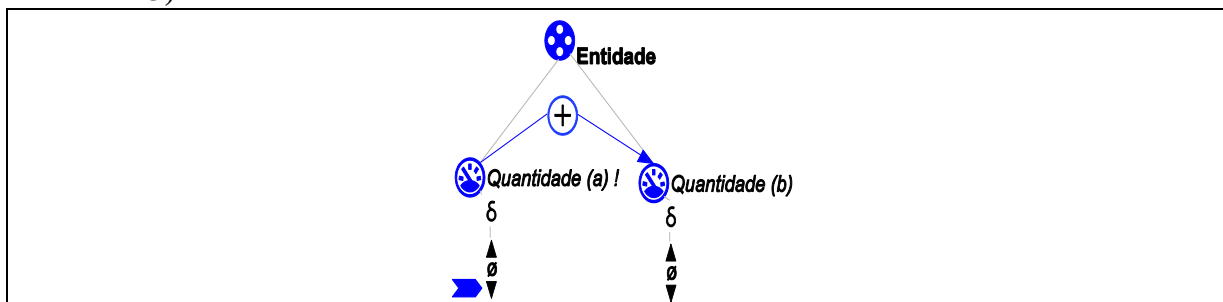 Entidade
+
Quantidade (a) !
Quantidade (b)
δ
δ
ø
ø